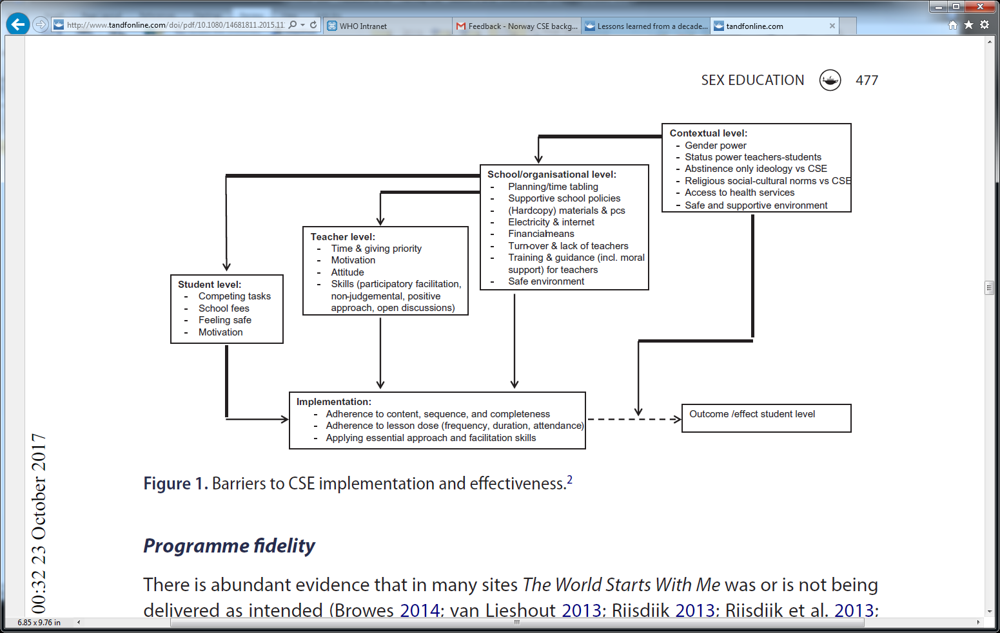 http://www.tandfonline.com/doi/pdf/10.1080/14681811.2015.11
WHO Intranet
Feedback - Norway CSE backg...
Lessons learned from a decade...
tandfonline.com
SEX EDUCATION 477
Contextual level:
- Gender power
- Status power teachers-students
- Abstinence only ideology vs CSE
- Religious social-cultural norms vs CSE
- Access to health services
- Safe and supportive environment
School/organisational level:
- Planning/time tabling
- Supportive school policies
- (Hardcopy) materials & pcs
- Electricity & internet
- Financial means
- Turn-over & lack of teachers
- Training & guidance (incl. moral
support) for teachers
- Safe environment
Teacher level:
- Time & giving priority
- Motivation
- Attitude
- Skills (participatory facilitation,
non-judgemental, positive
approach, open discussions)
Student level:
- Competing tasks
- School fees
- Feeling safe
- Motivation
Implementation:
- Adherence to content, sequence, and completeness
- Adherence to lesson dose (frequency, duration, attendance)
- Applying essential approach and facilitation skills
Outcome /effect student level
Figure 1. Barriers to CSE implementation and effectiveness.2
Programme fidelity
There is abundant evidence that in many sites The World Starts With Me was or is not being
delivered as intended (Browes 2014; van Lieshout 2013; Rijsdijk 2013; Rijsdijk et al. 2013;
00:32 23 October 2017
6.85 x 9.76 in